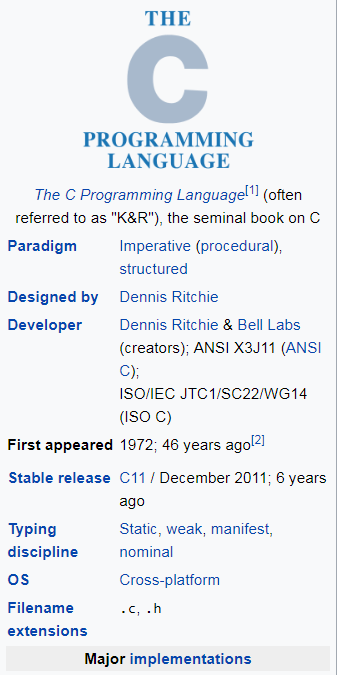 THE
C
PROGRAMMING
LANGUAGE
The C Programming Language[1] (often
referred to as "K&R"), the seminal book on C
Paradigm Imperative (procedural),
structured
Designed by Dennis Ritchie
Developer Dennis Ritchie & Bell Labs
(creators); ANSI X3J11 (ANSI
C);
ISO/IEC JTC1/SC22/WG14
(ISO C)
First appeared 1972; 46 years ago[2]
Stable release C11 / December 2011; 6 years
ago
Typing Static, weak, manifest,
discipline nominal
OS Cross-platform
Filename .c, .h
extensions
Major implementations